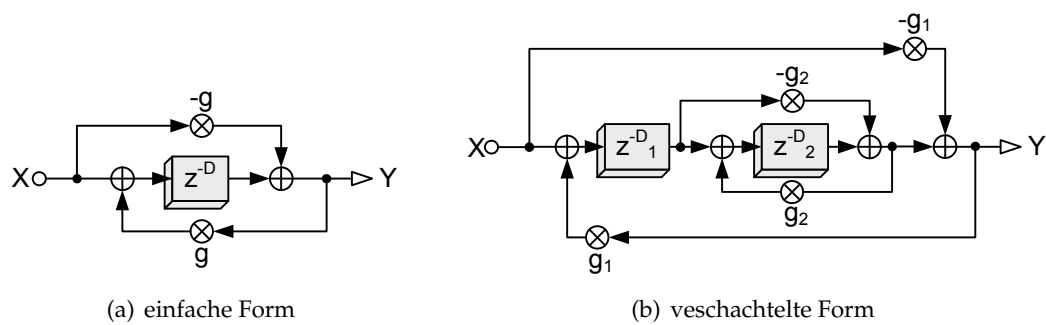 -g
X
z-D
Y
g
(a) einfache Form
-g1
-g2
X
z-D1
z-D2
Y
g2
g1
(b) veschachtelte Form